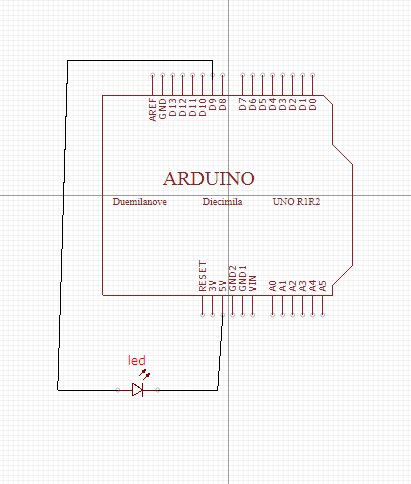 AREF GND D13 D12 D11 D10 D9 D8 D7 D6 D5 D4 D3 D2 D1 D0
ARDUINO
Duemilanove Diecimila UNO R1R2
RESET 3V 5V GND2 GND1 VIN A0 A1 A2 A3 A4 A5
led